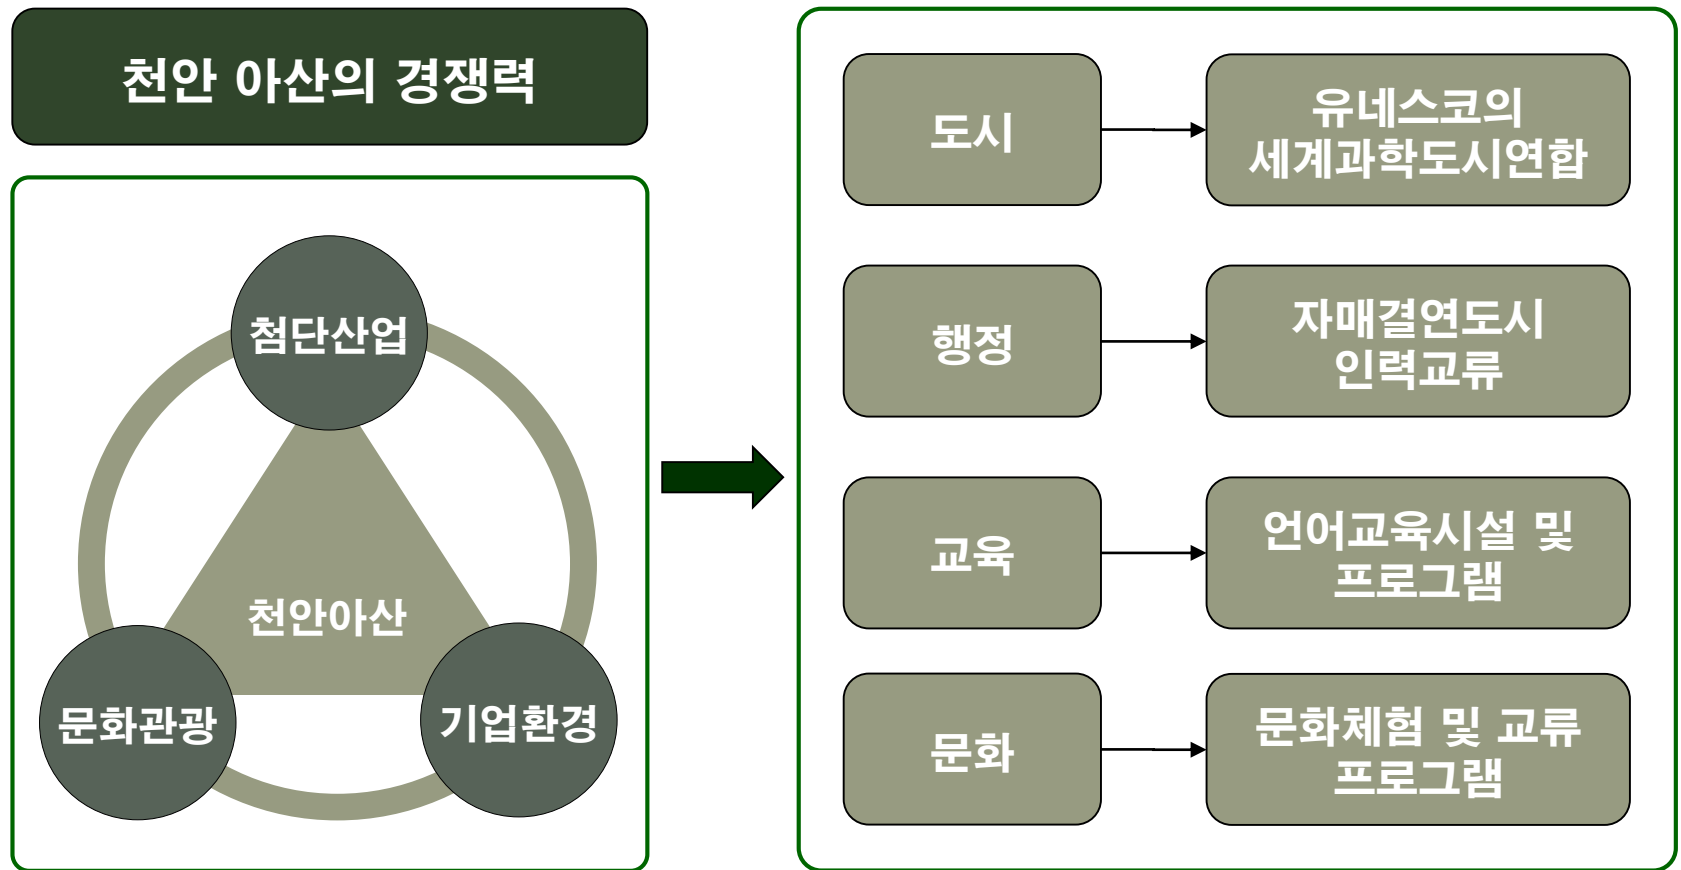 천안 아산의 경쟁력
첨단산업
천안아산
문화관광
기업환경
도시
유네스코의
세계과학도시연합
행정
자매결연도시
인력교류
교육
언어교육시설 및
프로그램
문화
문화체험 및 교류
프로그램